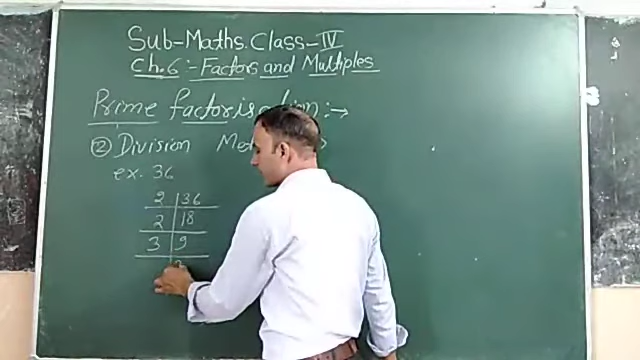 Sub-Maths. Class-IV
Ch.6:- Factors and Multiples
Prime factorisation:→
② Division
ex. 36
2 | 36
2 | 18
3 | 9